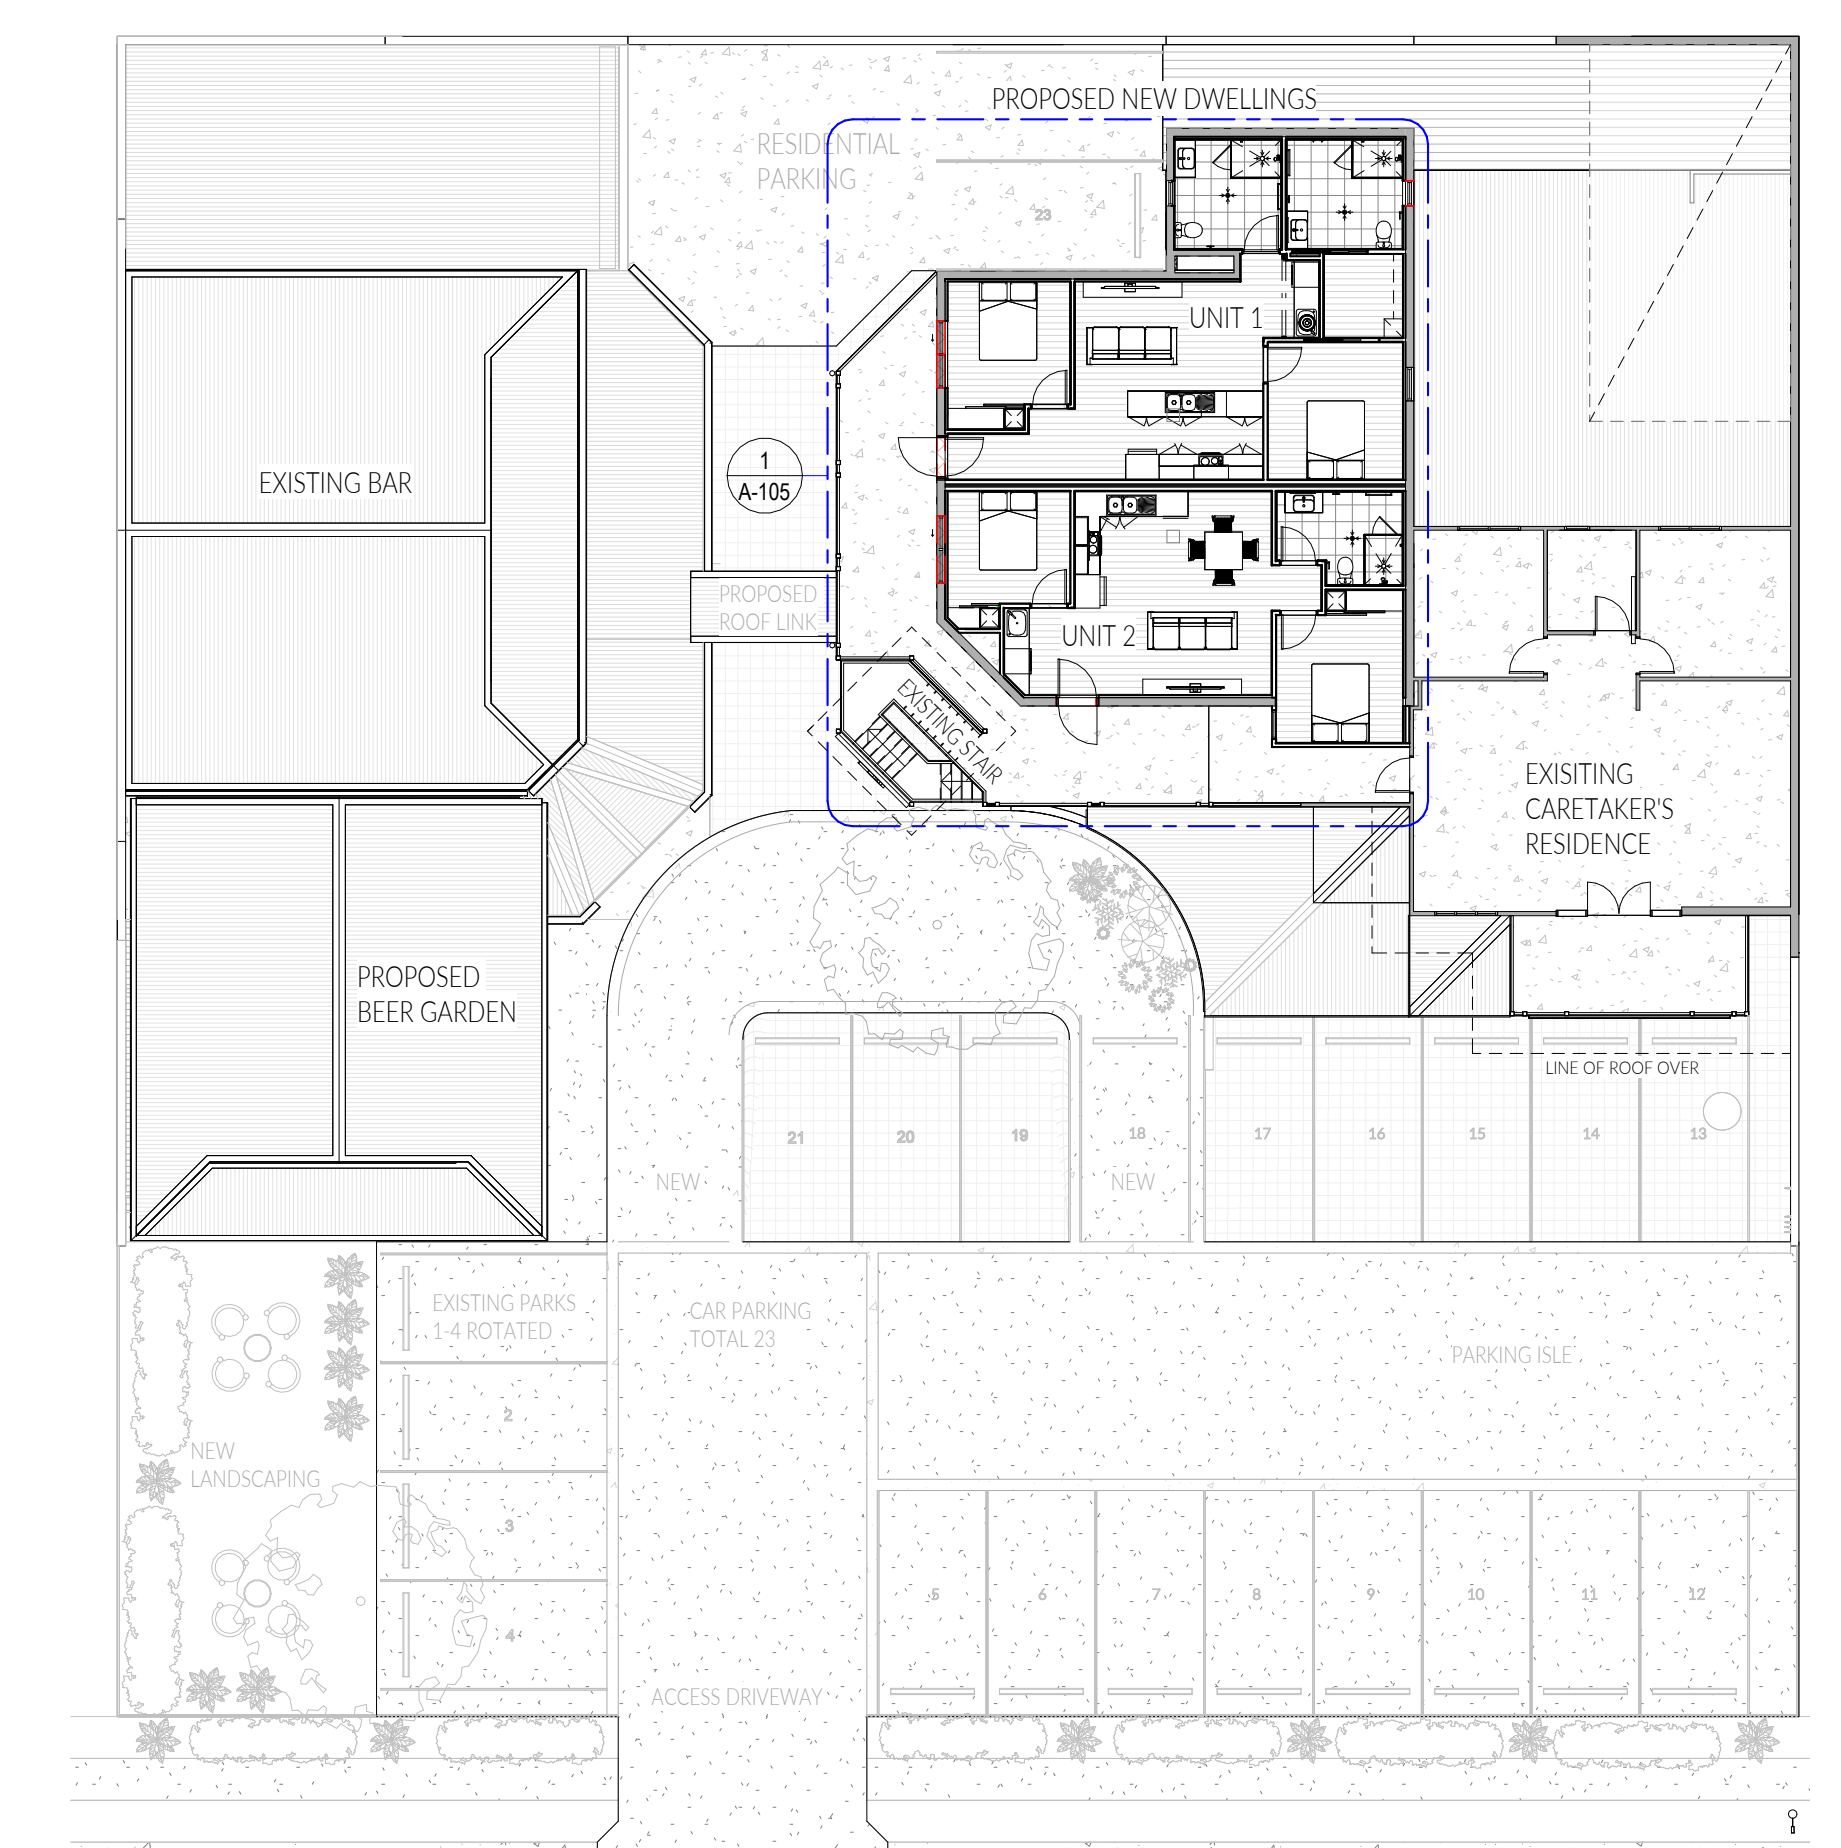 PROPOSED NEW DWELLINGS
RESIDENTIAL
PARKING
23
UNIT 1
EXISTING BAR
1
A-105
PROPOSED
ROOF LINK
UNIT 2
EXISTING STAIR
EXISITING
CARETAKER'S
RESIDENCE
PROPOSED
BEER GARDEN
LINE OF ROOF OVER
21
20
19
18
17
16
15
14
13
NEW
NEW
EXISTING PARKS
1-4 ROTATED
CAR PARKING
TOTAL 23
PARKING ISLE
2
NEW
LANDSCAPING
3
4
5
6
7
8
9
10
11
12
ACCESS DRIVEWAY